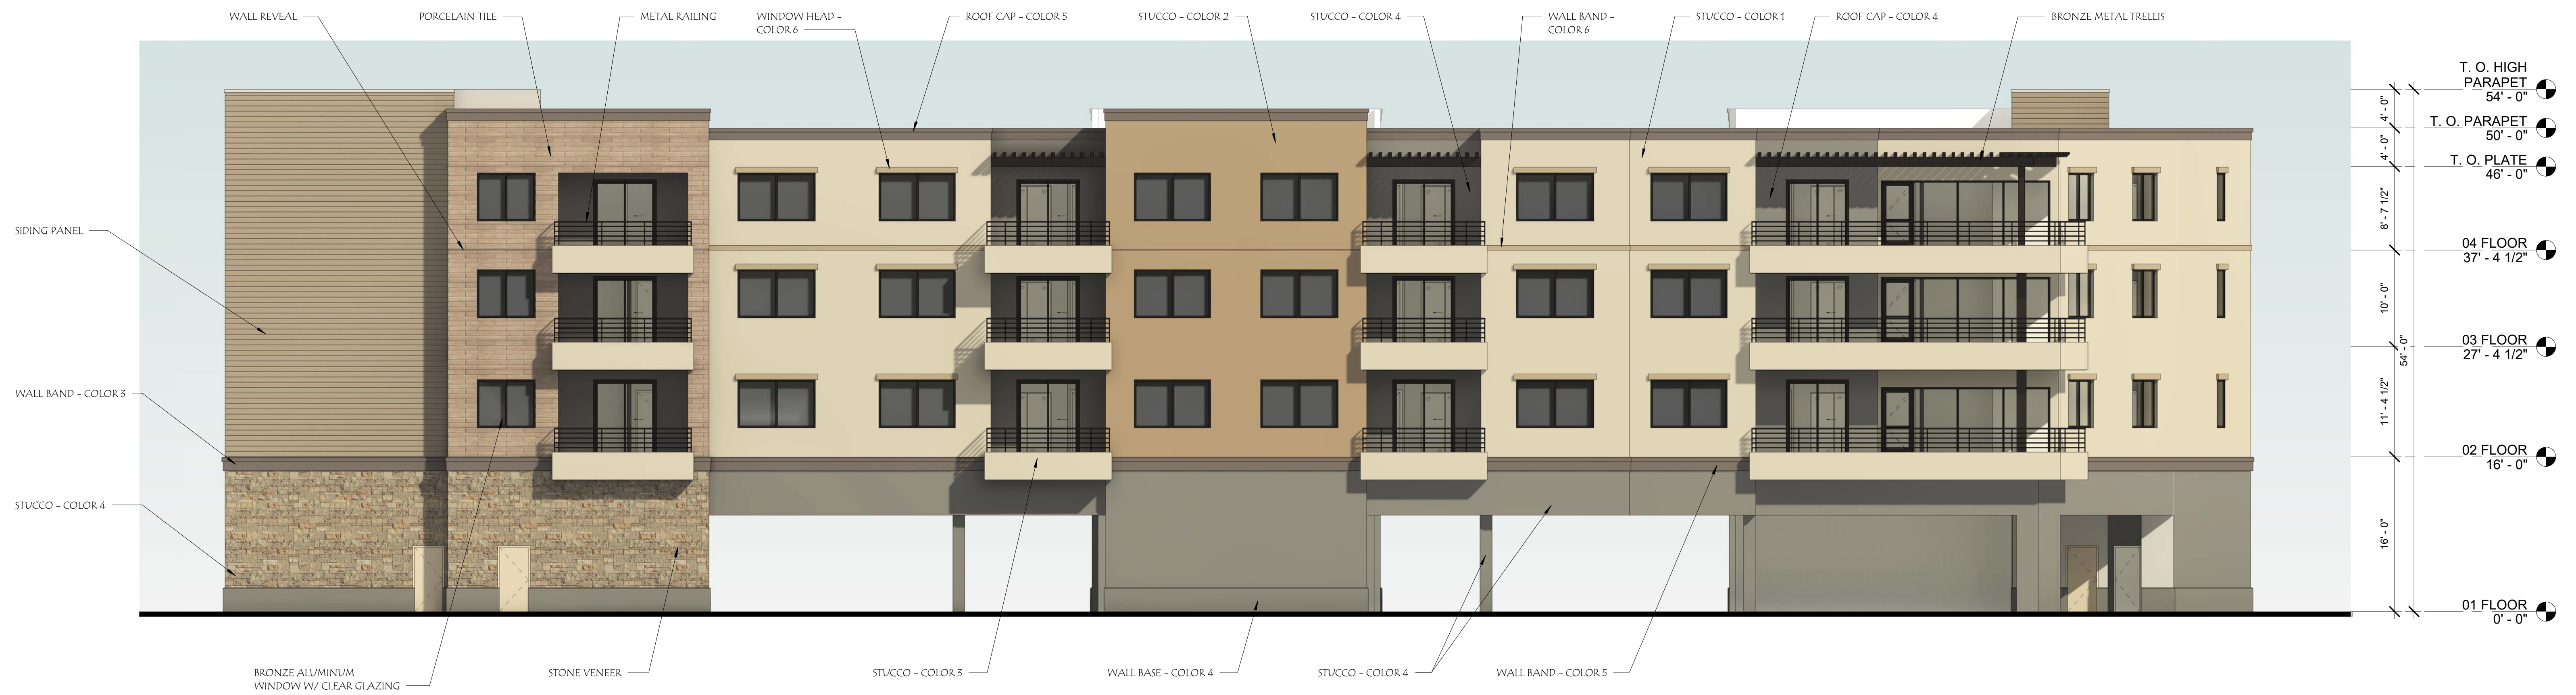 WALL REVEAL
PORCELAIN TILE
METAL RAILING
WINDOW HEAD -
COLOR 6
ROOF CAP - COLOR 5
STUCCO - COLOR 2
STUCCO - COLOR 4
WALL BAND -
COLOR 6
STUCCO - COLOR 1
ROOF CAP - COLOR 4
BRONZE METAL TRELLIS
T. O. HIGH
PARAPET
54' - 0"
4' - 0"
T. O. PARAPET
50' - 0"
4' - 0"
T. O. PLATE
46' - 0"
8' - 7 1/2"
SIDING PANEL
04 FLOOR
37' - 4 1/2"
10' - 0"
03 FLOOR
27' - 4 1/2"
54' - 0"
WALL BAND - COLOR 3
11' - 4 1/2"
02 FLOOR
16' - 0"
STUCCO - COLOR 4
16' - 0"
01 FLOOR
0' - 0"
BRONZE ALUMINUM
WINDOW W/ CLEAR GLAZING
STONE VENEER
STUCCO - COLOR 3
WALL BASE - COLOR 4
STUCCO - COLOR 4
WALL BAND - COLOR 5